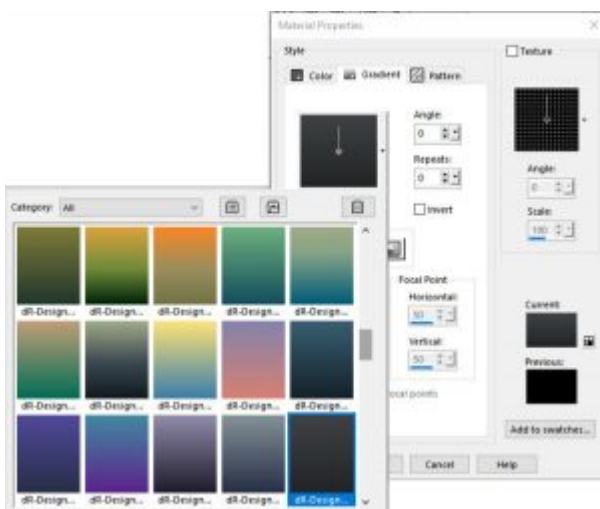 Material Properties
Style
Texture
Color
Gradient
Pattern
Angle:
0
Repeats:
0
Invert
Angle:
0
Scale:
100
Category: All
dR-Design... dR-Design... dR-Design... dR-Design... dR-Design...
dR-Design... dR-Design... dR-Design... dR-Design... dR-Design...
dR-Design... dR-Design... dR-Design... dR-Design... dR-Design...
Focal Point
Horizontal:
50
Vertical:
50
focal points
Current:
Previous:
Add to swatches...
Cancel
Help